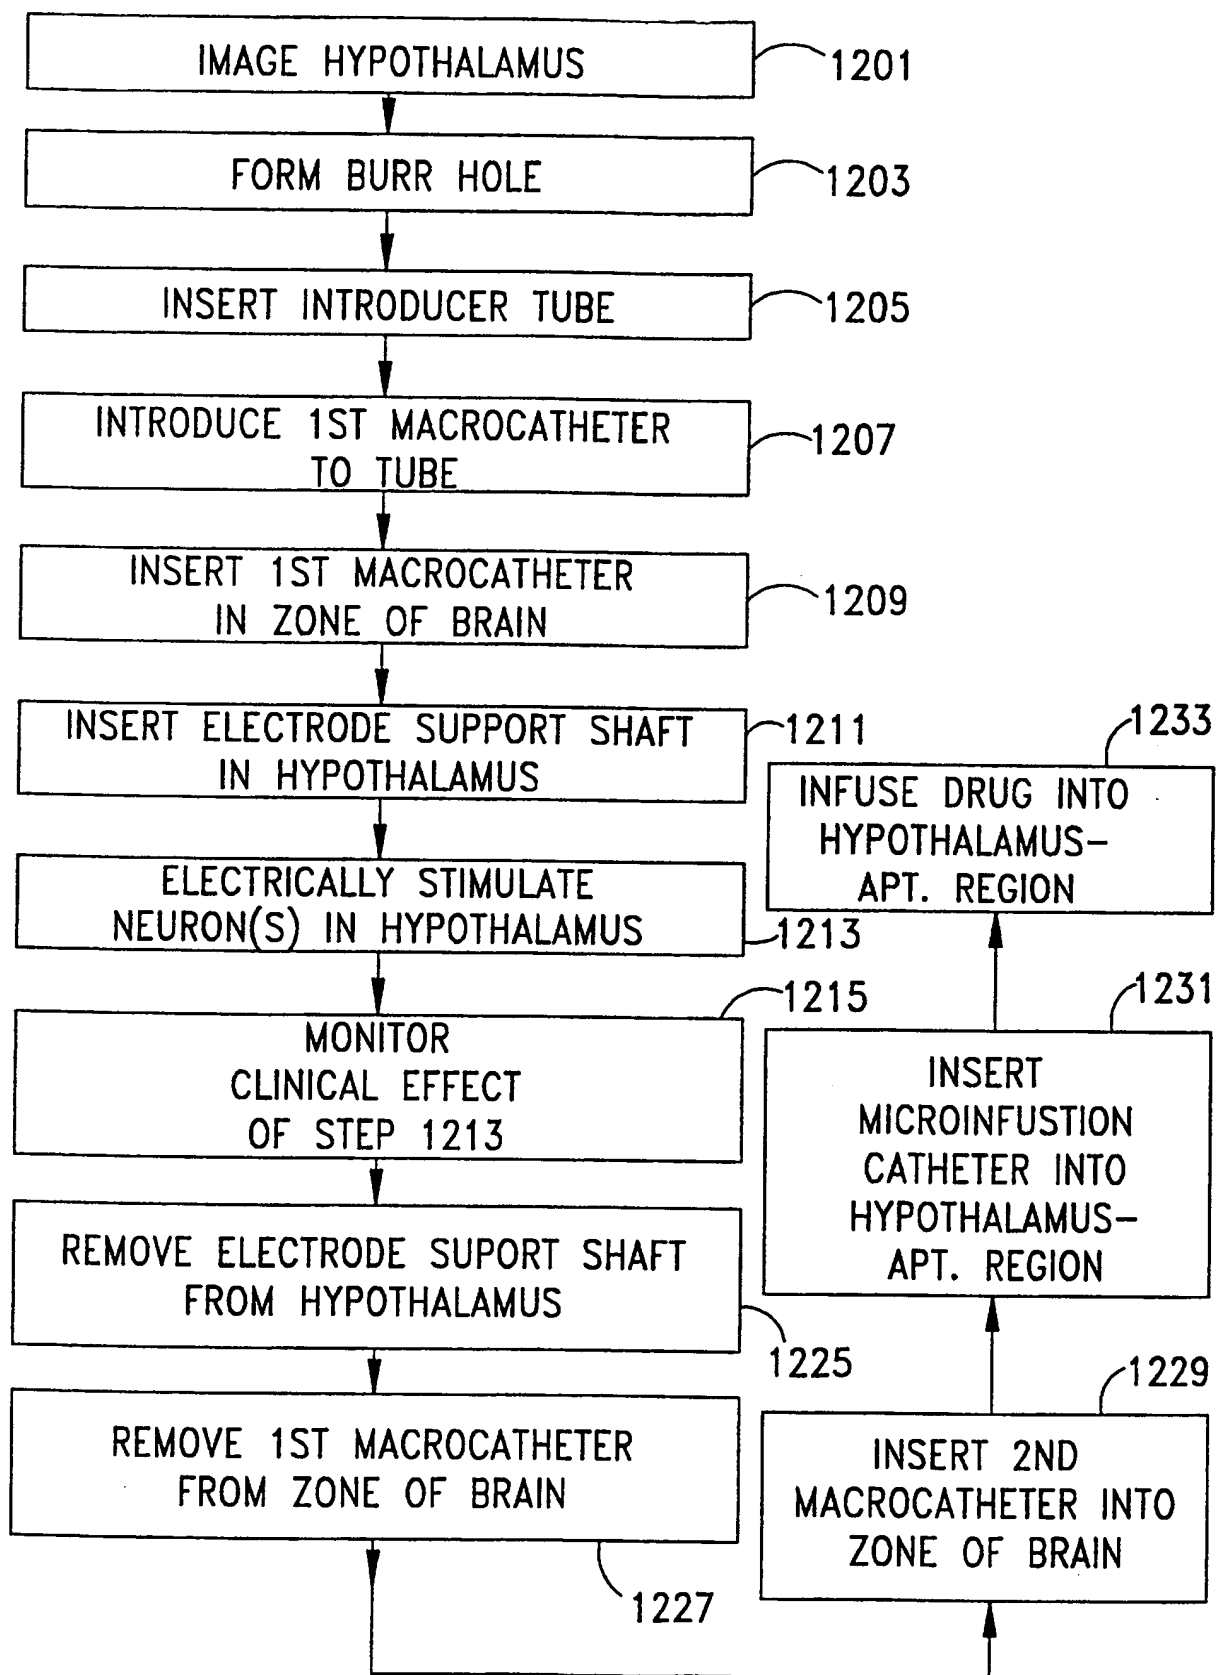 IMAGE HYPOTHALAMUS
1201
FORM BURR HOLE
1203
INSERT INTRODUCER TUBE
1205
INTRODUCE 1ST MACROCATHETER
TO TUBE
1207
INSERT 1ST MACROCATHETER
IN ZONE OF BRAIN
1209
INSERT ELECTRODE SUPPORT SHAFT
IN HYPOTHALAMUS
1211
ELECTRICALLY STIMULATE
NEURON(S) IN HYPOTHALAMUS
1213
MONITOR
CLINICAL EFFECT
OF STEP 1213
1215
REMOVE ELECTRODE SUPORT SHAFT
FROM HYPOTHALAMUS
1225
REMOVE 1ST MACROCATHETER
FROM ZONE OF BRAIN
1227
INSERT 2ND
MACROCATHETER INTO
ZONE OF BRAIN
1229
INSERT
MICROINFUSTION
CATHETER INTO
HYPOTHALAMUS-
APT. REGION
1231
INFUSE DRUG INTO
HYPOTHALAMUS-
APT. REGION
1233